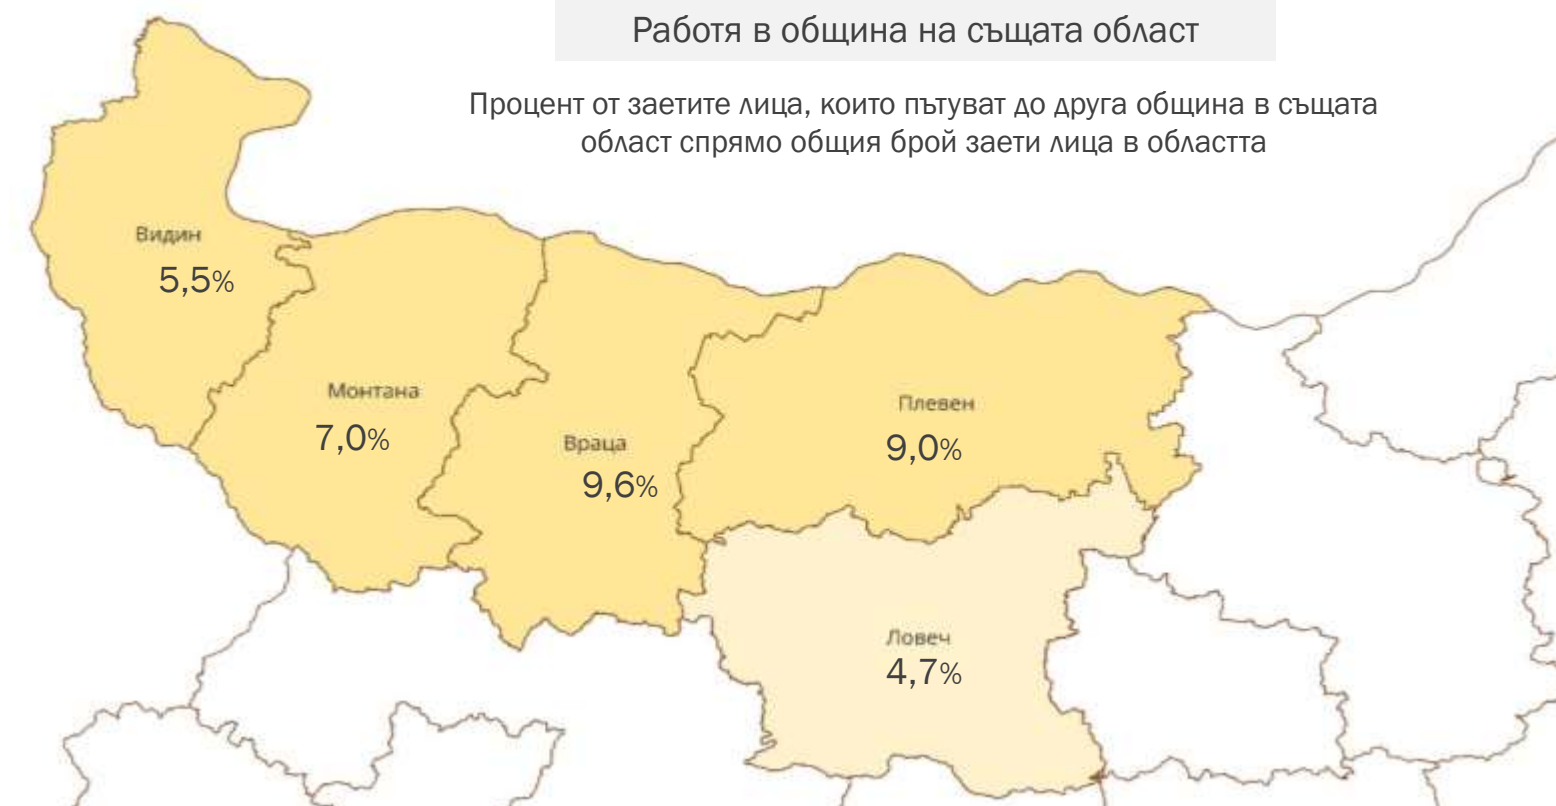 Работя в община на същата област
Процент от заетите лица, които пътуват до друга община в същата
област спрямо общия брой заети лица в областта
Видин
5,5%
Монтана
7,0%
Враца
9,6%
Плевен
9,0%
Ловеч
4,7%